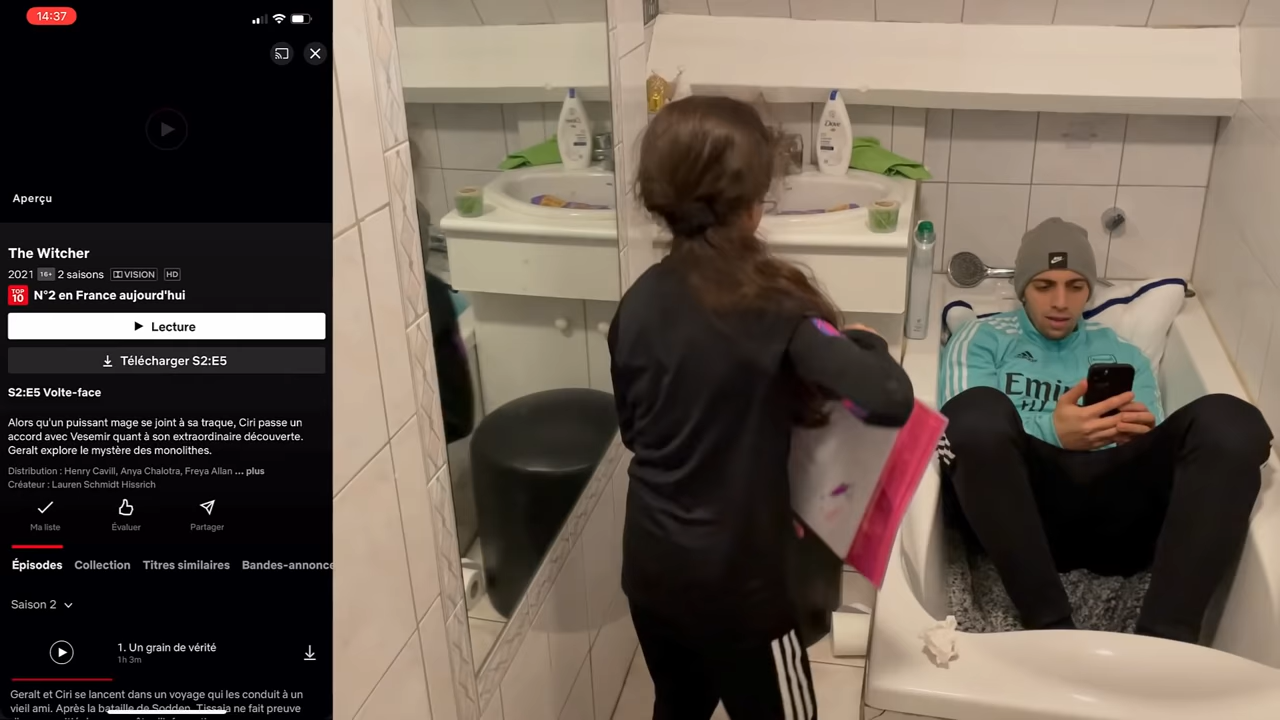 14:37
Aperçu
The Witcher
2021 16+ 2 saisons VISION HD
TOP 10 N°2 en France aujourd'hui
Lecture
Télécharger S2:E5
S2:E5 Volte-face
Alors qu'un puissant mage se joint à sa traque, Ciri passe un
accord avec Vesemir quant à son extraordinaire découverte.
Geralt explore le mystère des monolithes.
Distribution : Henry Cavill, Anya Chalotra, Freya Allan ... plus
Créateur : Lauren Schmidt Hissrich
Ma liste
Évaluer
Partager
Épisodes Collection Titres similaires Bandes-annonce
Saison 2
1. Un grain de vérité
1h 3m
Geralt et Ciri se lancent dans un voyage qui les conduit à un
vieil ami. Après la bataille de Sodden, Tissaia ne fait preuve
Dove
adidas